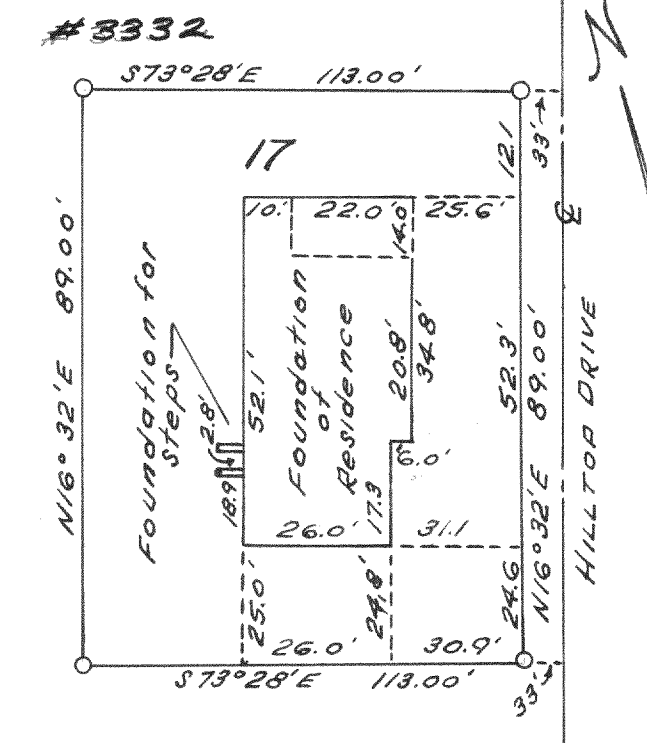 #3332
S73°28'E 113.00'
N
17
12.1
33'
10.'
22.0'
14.0
25.6'
℄
N16°32'E 89.00'
Foundation for
steps
2.8'
18.9
52.1'
Foundation
of
Residence
20.8'
34.8'
52.3'
N16°32'E 89.00'
HILLTOP DRIVE
6.0'
17.3
26.0'
31.1
25.0'
24.8'
24.6
26.0'
30.9'
S73°28'E 113.00'
33'